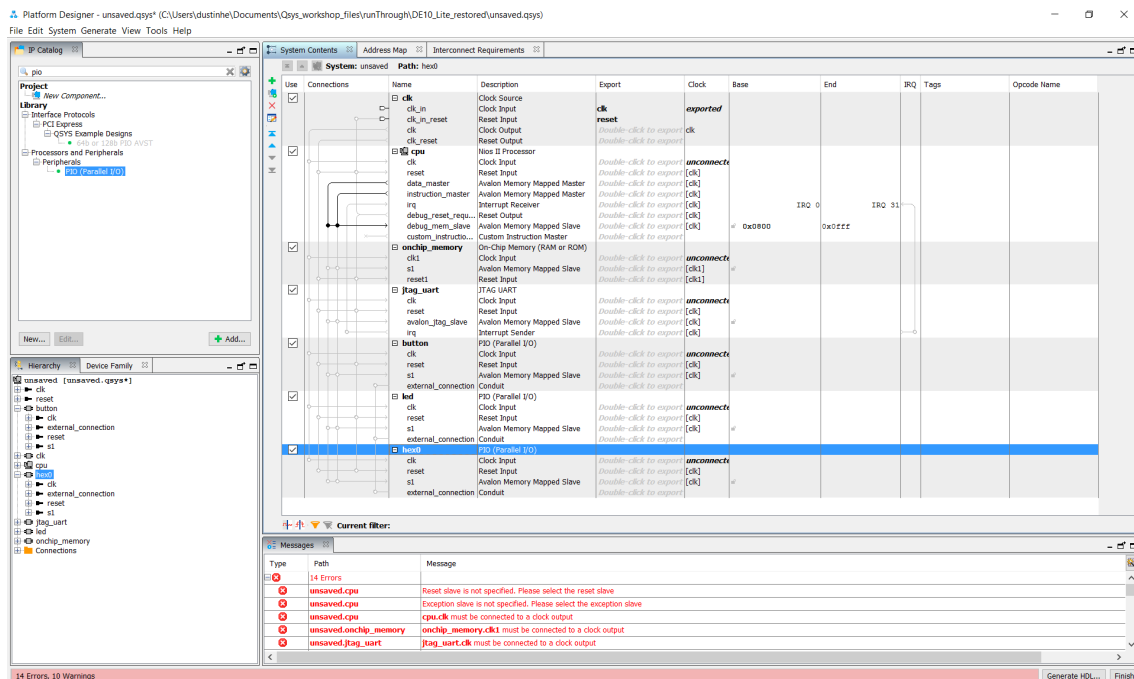 Platform Designer - unsaved.qsys* (C:\Users\dustinhe\Documents\Qsys_workshop_files\runThrough\DE10_Lite_restored\unsaved.qsys)
File Edit System Generate View Tools Help
IP Catalog
pio
Project
New Component...
Library
Interface Protocols
PCI Express
QSYS Example Designs
64b or 128b PIO AVST
Processors and Peripherals
Peripherals
PIO (Parallel I/O)
New... Edit... Add...
Hierarchy Device Family
unsaved [unsaved.qsys*]
clk
reset
button
clk
external_connection
reset
s1
clk
cpu
hex0
clk
external_connection
reset
s1
jtag_uart
led
onchip_memory
Connections
System Contents Address Map Interconnect Requirements
System: unsaved Path: hex0
Use Connections Name Description Export Clock Base End IRQ Tags Opcode Name
clk Clock Source
clk_in Clock Input clk exported
clk_in_reset Reset Input reset
clk Clock Output Double-click to export clk
clk_reset Reset Output Double-click to export
cpu Nios II Processor
clk Clock Input Double-click to export unconnecte
reset Reset Input Double-click to export [clk]
data_master Avalon Memory Mapped Master Double-click to export [clk]
instruction_master Avalon Memory Mapped Master Double-click to export [clk]
irq Interrupt Receiver Double-click to export [clk] IRQ 0 IRQ 31
debug_reset_requ... Reset Output Double-click to export [clk]
debug_mem_slave Avalon Memory Mapped Slave Double-click to export [clk] 0x0800 0x0fff
custom_instructio... Custom Instruction Master Double-click to export
onchip_memory On-Chip Memory (RAM or ROM)
clk1 Clock Input Double-click to export unconnecte
s1 Avalon Memory Mapped Slave Double-click to export [clk1]
reset1 Reset Input Double-click to export [clk1]
jtag_uart JTAG UART
clk Clock Input Double-click to export unconnecte
reset Reset Input Double-click to export [clk]
avalon_jtag_slave Avalon Memory Mapped Slave Double-click to export [clk]
irq Interrupt Sender Double-click to export [clk]
button PIO (Parallel I/O)
clk Clock Input Double-click to export unconnecte
reset Reset Input Double-click to export [clk]
s1 Avalon Memory Mapped Slave Double-click to export [clk]
external_connection Conduit Double-click to export
led PIO (Parallel I/O)
clk Clock Input Double-click to export unconnecte
reset Reset Input Double-click to export [clk]
s1 Avalon Memory Mapped Slave Double-click to export [clk]
external_connection Conduit Double-click to export
hex0 PIO (Parallel I/O)
clk Clock Input Double-click to export unconnecte
reset Reset Input Double-click to export [clk]
s1 Avalon Memory Mapped Slave Double-click to export [clk]
external_connection Conduit Double-click to export
Current filter:
Messages
Type Path Message
14 Errors
unsaved.cpu Reset slave is not specified. Please select the reset slave
unsaved.cpu Exception slave is not specified. Please select the exception slave
unsaved.cpu cpu.clk must be connected to a clock output
unsaved.onchip_memory onchip_memory.clk1 must be connected to a clock output
unsaved.jtag_uart jtag_uart.clk must be connected to a clock output
14 Errors, 10 Warnings
Generate HDL... Finish